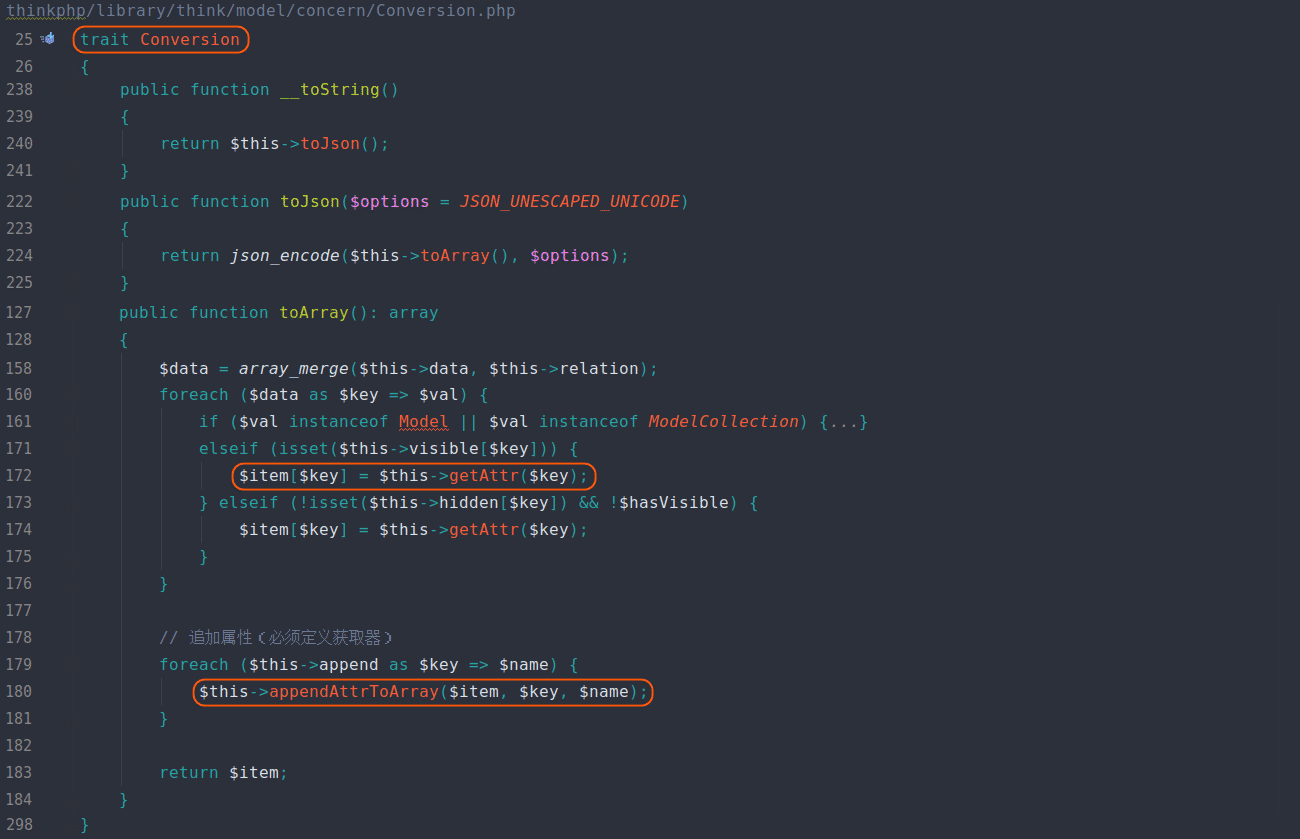 thinkphp/library/think/model/concern/Conversion.php
25 trait Conversion
26 {
238 public function __toString()
239 {
240 return $this->toJson();
241 }
222 public function toJson($options = JSON_UNESCAPED_UNICODE)
223 {
224 return json_encode($this->toArray(), $options);
225 }
127 public function toArray(): array
128 {
158 $data = array_merge($this->data, $this->relation);
160 foreach ($data as $key => $val) {
161 if ($val instanceof Model || $val instanceof ModelCollection) {...}
171 elseif (isset($this->visible[$key])) {
172 $item[$key] = $this->getAttr($key);
173 } elseif (!isset($this->hidden[$key]) && !$hasVisible) {
174 $item[$key] = $this->getAttr($key);
175 }
176 }
177
178 // 追加属性（必须定义获取器）
179 foreach ($this->append as $key => $name) {
180 $this->appendAttrToArray($item, $key, $name);
181 }
182
183 return $item;
184 }
298 }